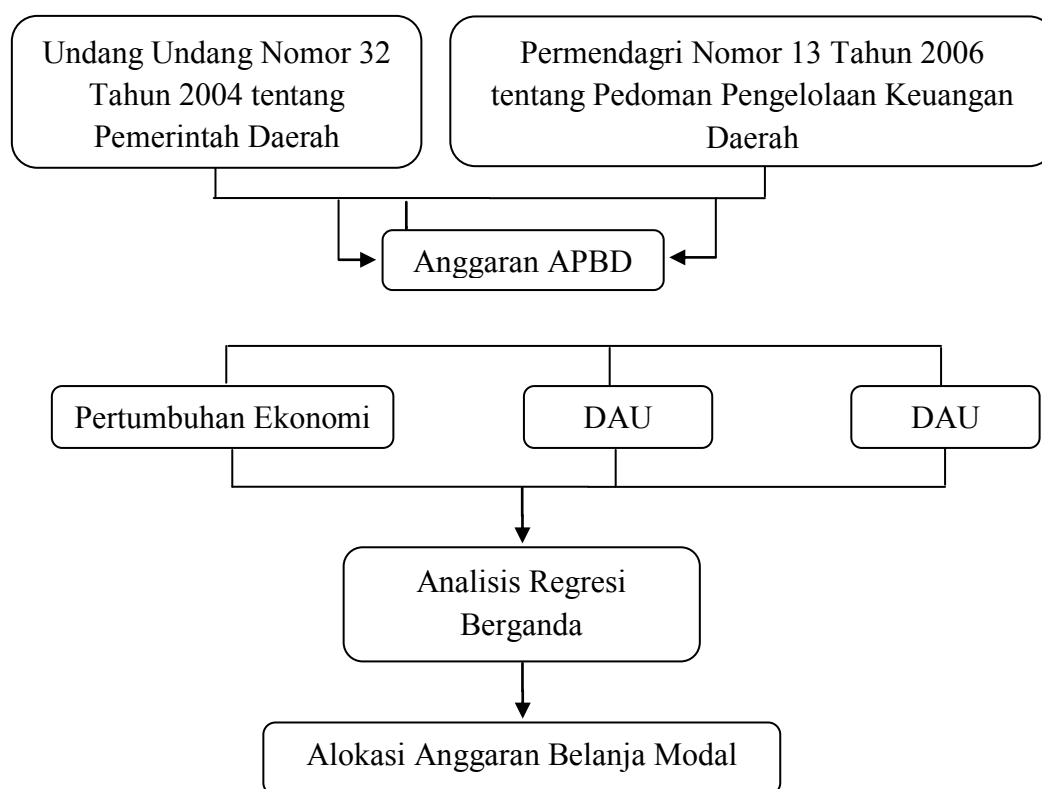 Undang Undang Nomor 32
Tahun 2004 tentang
Pemerintah Daerah
Permendagri Nomor 13 Tahun 2006
tentang Pedoman Pengelolaan Keuangan
Daerah
Anggaran APBD
Pertumbuhan Ekonomi
DAU
DAU
Analisis Regresi
Berganda
Alokasi Anggaran Belanja Modal